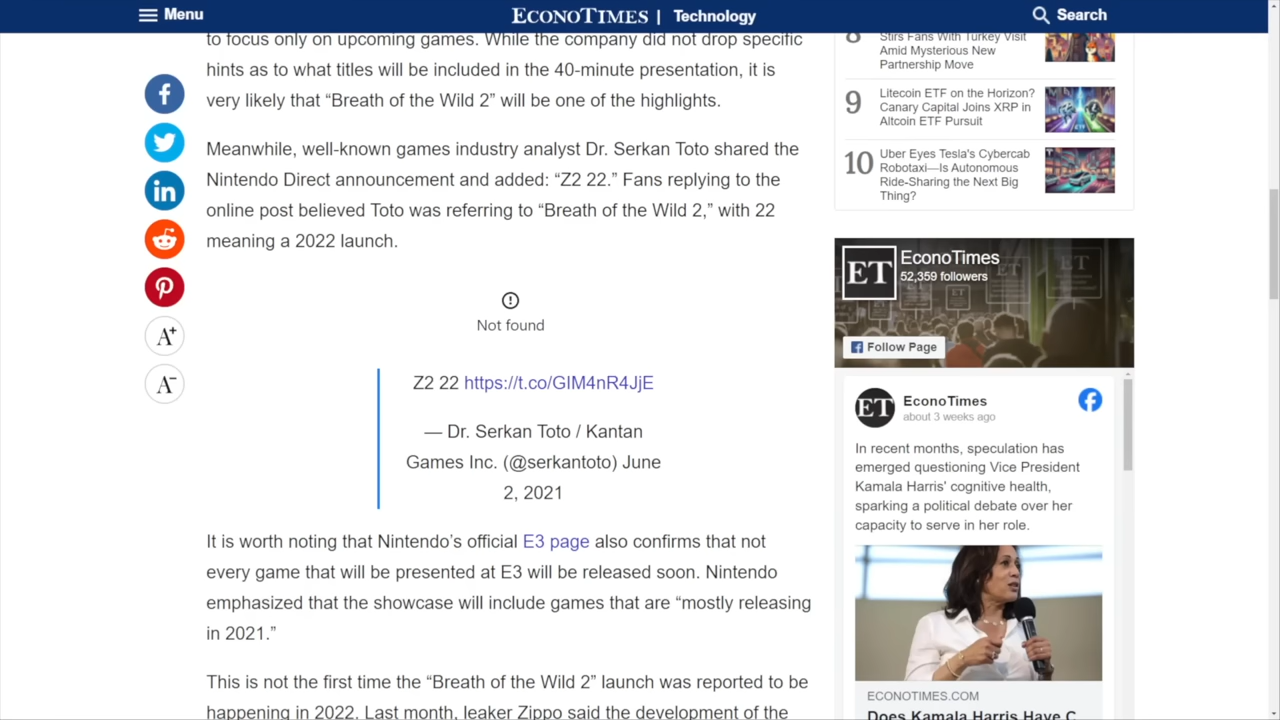 Menu
ECONOTIMES | Technology
Search
to focus only on upcoming games. While the company did not drop specific
hints as to what titles will be included in the 40-minute presentation, it is
very likely that “Breath of the Wild 2” will be one of the highlights.
Meanwhile, well-known games industry analyst Dr. Serkan Toto shared the
Nintendo Direct announcement and added: “Z2 22.” Fans replying to the
online post believed Toto was referring to “Breath of the Wild 2,” with 22
meaning a 2022 launch.
Not found
Z2 22 https://t.co/GIM4nR4JjE
— Dr. Serkan Toto / Kantan
Games Inc. (@serkantoto) June
2, 2021
It is worth noting that Nintendo’s official E3 page also confirms that not
every game that will be presented at E3 will be released soon. Nintendo
emphasized that the showcase will include games that are “mostly releasing
in 2021.”
This is not the first time the “Breath of the Wild 2” launch was reported to be
happening in 2022. Last month, leaker Zippo said the development of the
A+
A-
8
Stirs Fans With Turkey Visit
Amid Mysterious New
Partnership Move
9
Litecoin ETF on the Horizon?
Canary Capital Joins XRP in
Altcoin ETF Pursuit
10
Uber Eyes Tesla's Cybercab
Robotaxi—Is Autonomous
Ride-Sharing the Next Big
Thing?
ET
EconoTimes
52,359 followers
Follow Page
ET
EconoTimes
about 3 weeks ago
In recent months, speculation has
emerged questioning Vice President
Kamala Harris' cognitive health,
sparking a political debate over her
capacity to serve in her role.
ECONOTIMES.COM
Does Kamala Harris Have C